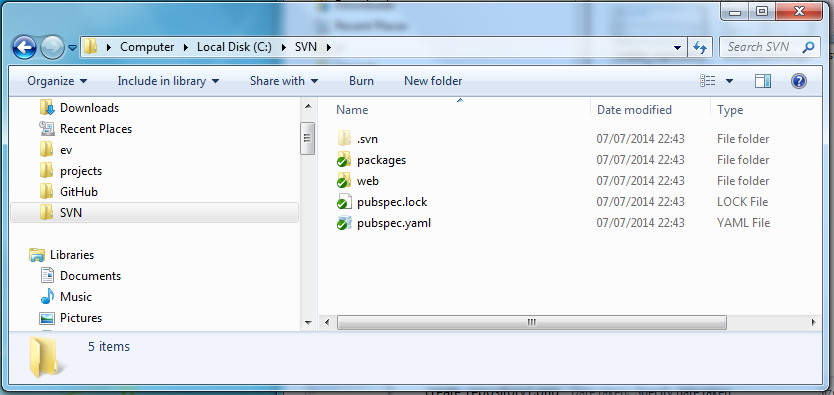 Computer Local Disk (C:) SVN
Search SVN
Organize Include in library Share with Burn New folder
Downloads
Recent Places
ev
projects
GitHub
SVN
Libraries
Documents
Music
Pictures
Name Date modified Type
.svn 07/07/2014 22:43 File folder
packages 07/07/2014 22:43 File folder
web 07/07/2014 22:43 File folder
pubspec.lock 07/07/2014 22:43 LOCK File
pubspec.yaml 07/07/2014 22:43 YAML File
5 items